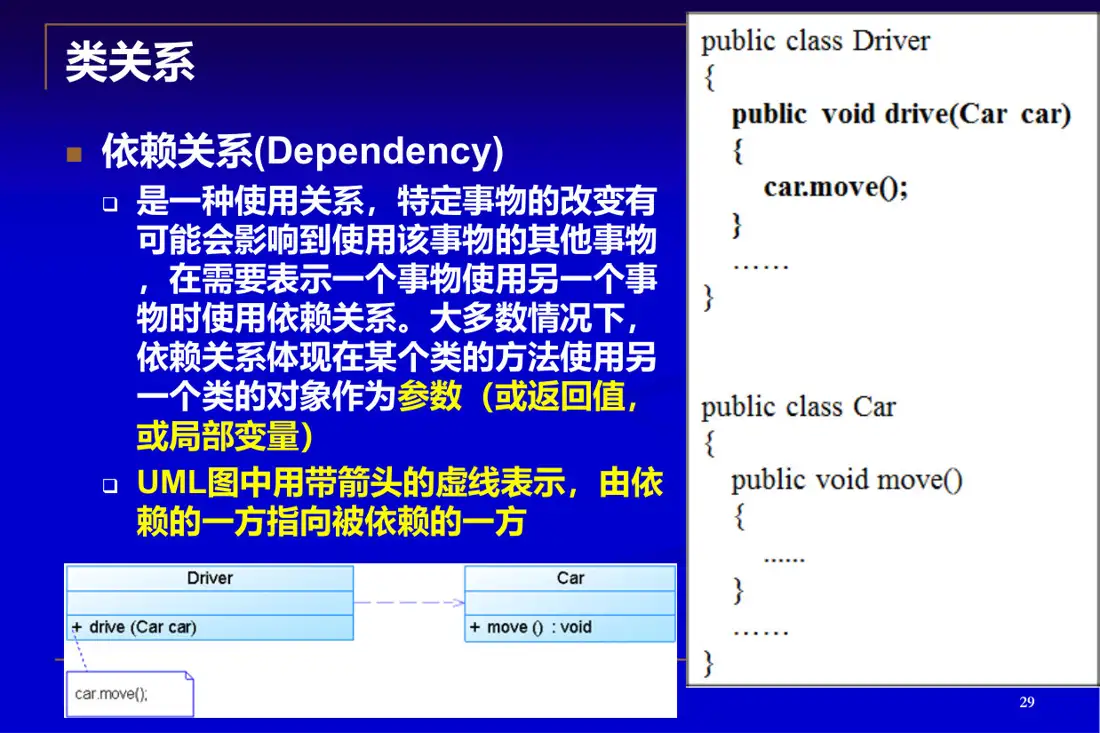 类关系
依赖关系(Dependency)
是一种使用关系，特定事物的改变有
可能会影响到使用该事物的其他事物
，在需要表示一个事物使用另一个事
物时使用依赖关系。大多数情况下，
依赖关系体现在某个类的方法使用另
一个类的对象作为参数（或返回值，
或局部变量）
UML图中用带箭头的虚线表示，由依
赖的一方指向被依赖的一方
Driver
+ drive (Car car)
car.move();
Car
+ move () : void
public class Driver
{
public void drive(Car car)
{
car.move();
}
……
}
public class Car
{
public void move()
{
......
}
……
}
29